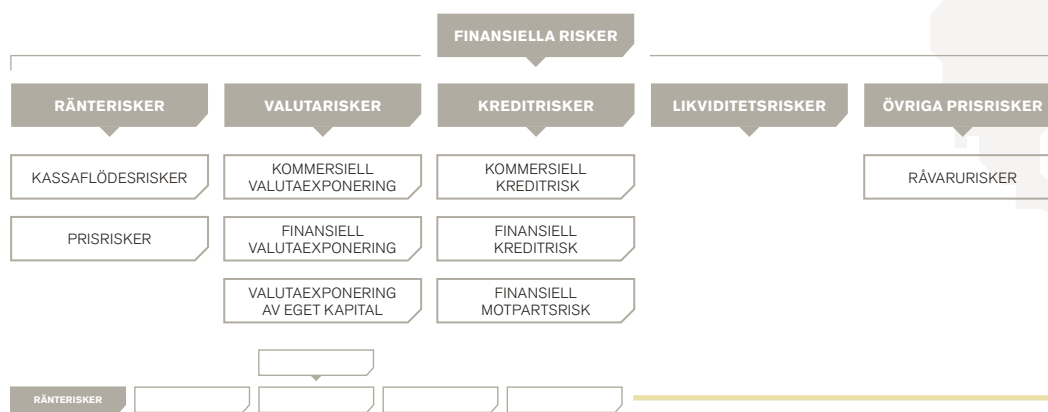 FINANSIELLA RISKER
RÄNTERISKER
VALUTARISKER
KREDITRISKER
LIKVIDITETSRISKER
ÖVRIGA PRISRISKER
KASSAFLÖDESRISKER
KOMMERSIELL
VALUTAEXPONERING
KOMMERSIELL
KREDITRISK
RÅVARURISKER
PRISRISKER
FINANSIELL
VALUTAEXPONERING
FINANSIELL
KREDITRISK
VALUTAEXPONERING
AV EGET KAPITAL
FINANSIELL
MOTPARTSRISK
RÄNTERISKER